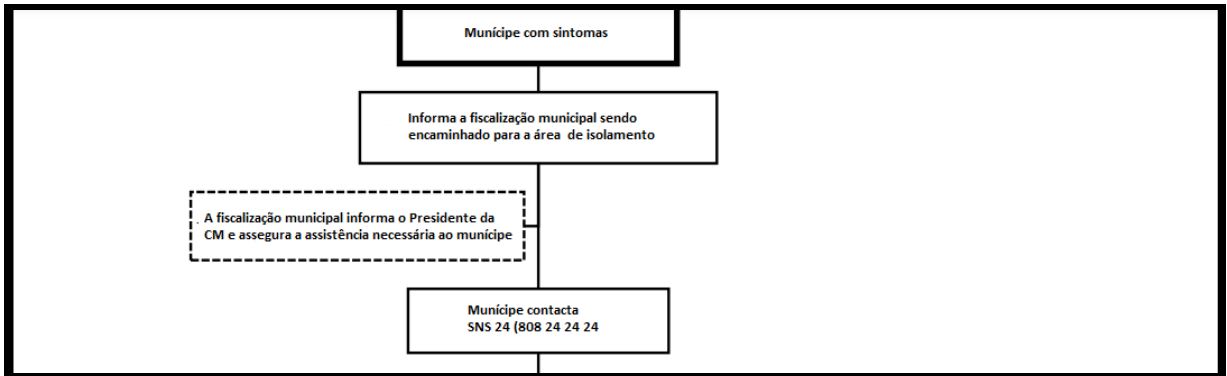 Munícipe com sintomas
Informa a fiscalização municipal sendo
encaminhado para a área de isolamento
. A fiscalização municipal informa o Presidente da
CM e assegura a assistência necessária ao munícipe
Munícipe contacta
SNS 24 (808 24 24 24